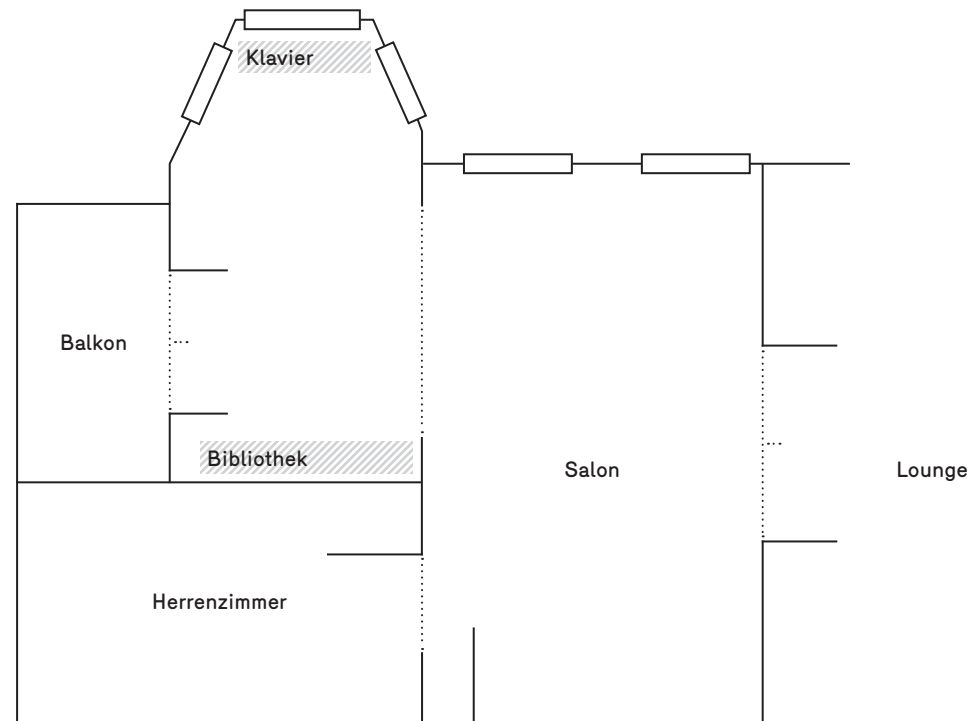 Klavier
Balkon
Bibliothek
Salon
Lounge
Herrenzimmer